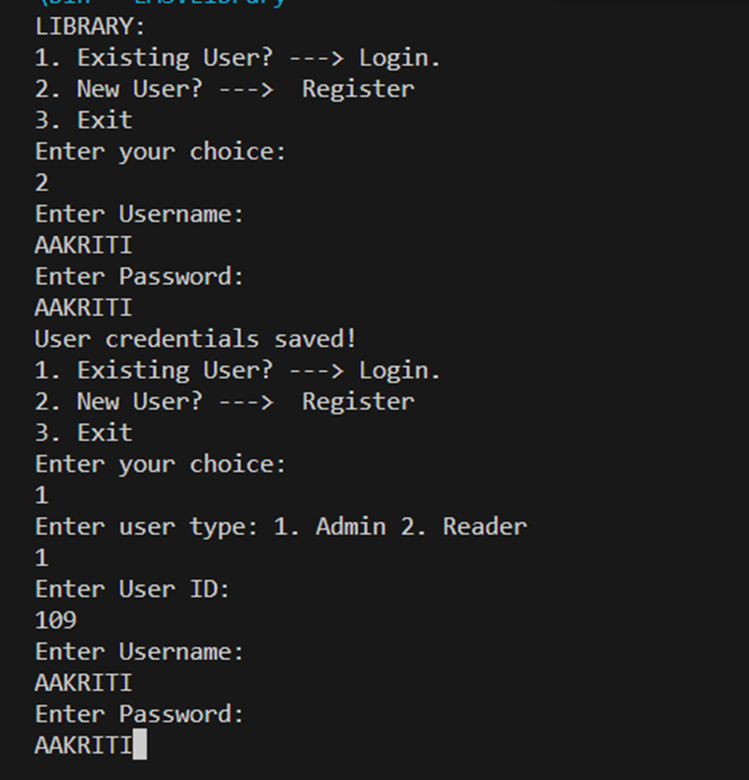 LIBRARY:
1. Existing User? ---> Login.
2. New User? --->  Register
3. Exit
Enter your choice:
2
Enter Username:
AAKRITI
Enter Password:
AAKRITI
User credentials saved!
1. Existing User? ---> Login.
2. New User? --->  Register
3. Exit
Enter your choice:
1
Enter user type: 1. Admin 2. Reader
1
Enter User ID:
109
Enter Username:
AAKRITI
Enter Password:
AAKRITI